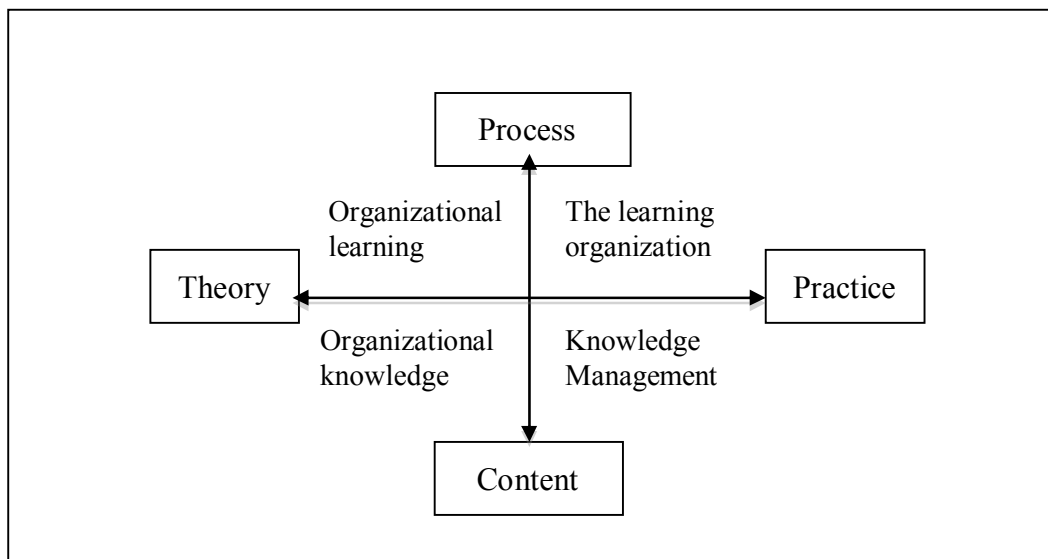 Process
Organizational
learning
The learning
organization
Theory
Practice
Organizational
knowledge
Knowledge
Management
Content